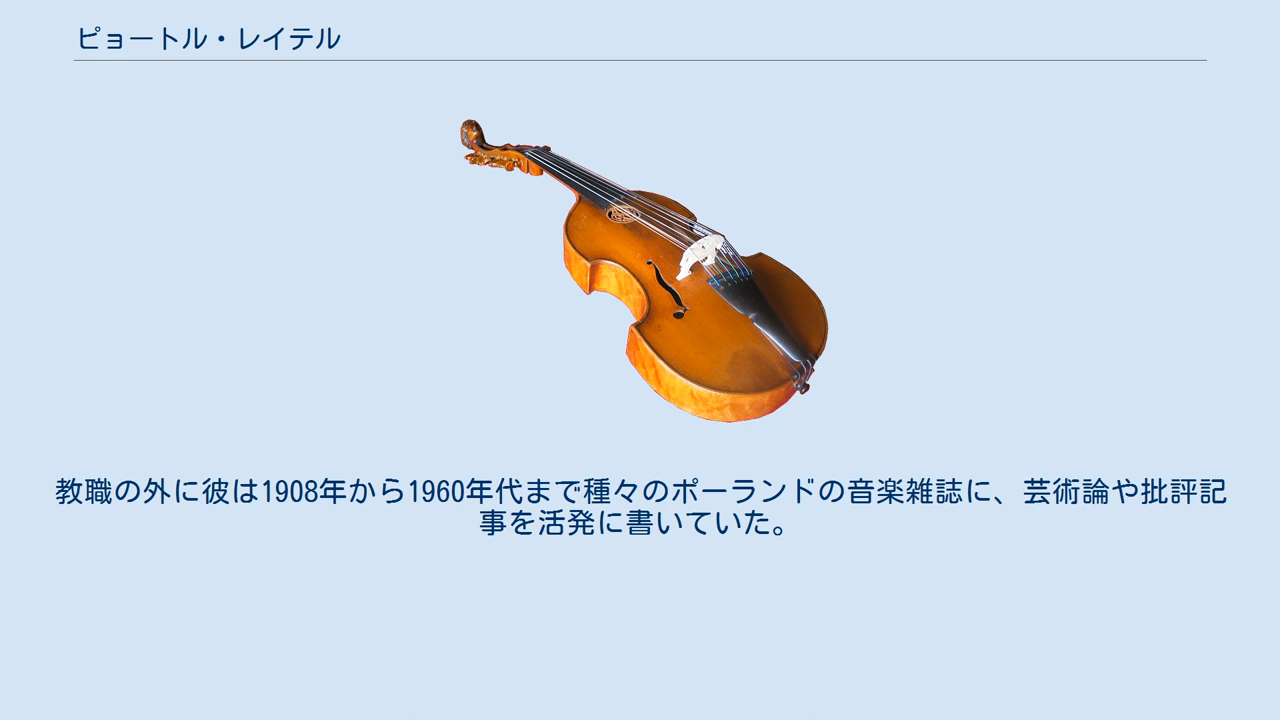 ピョートル・レイテル
教職の外に彼は1908年から1960年代まで種々のポーランドの音楽雑誌に、芸術論や批評記
事を活発に書いていた。